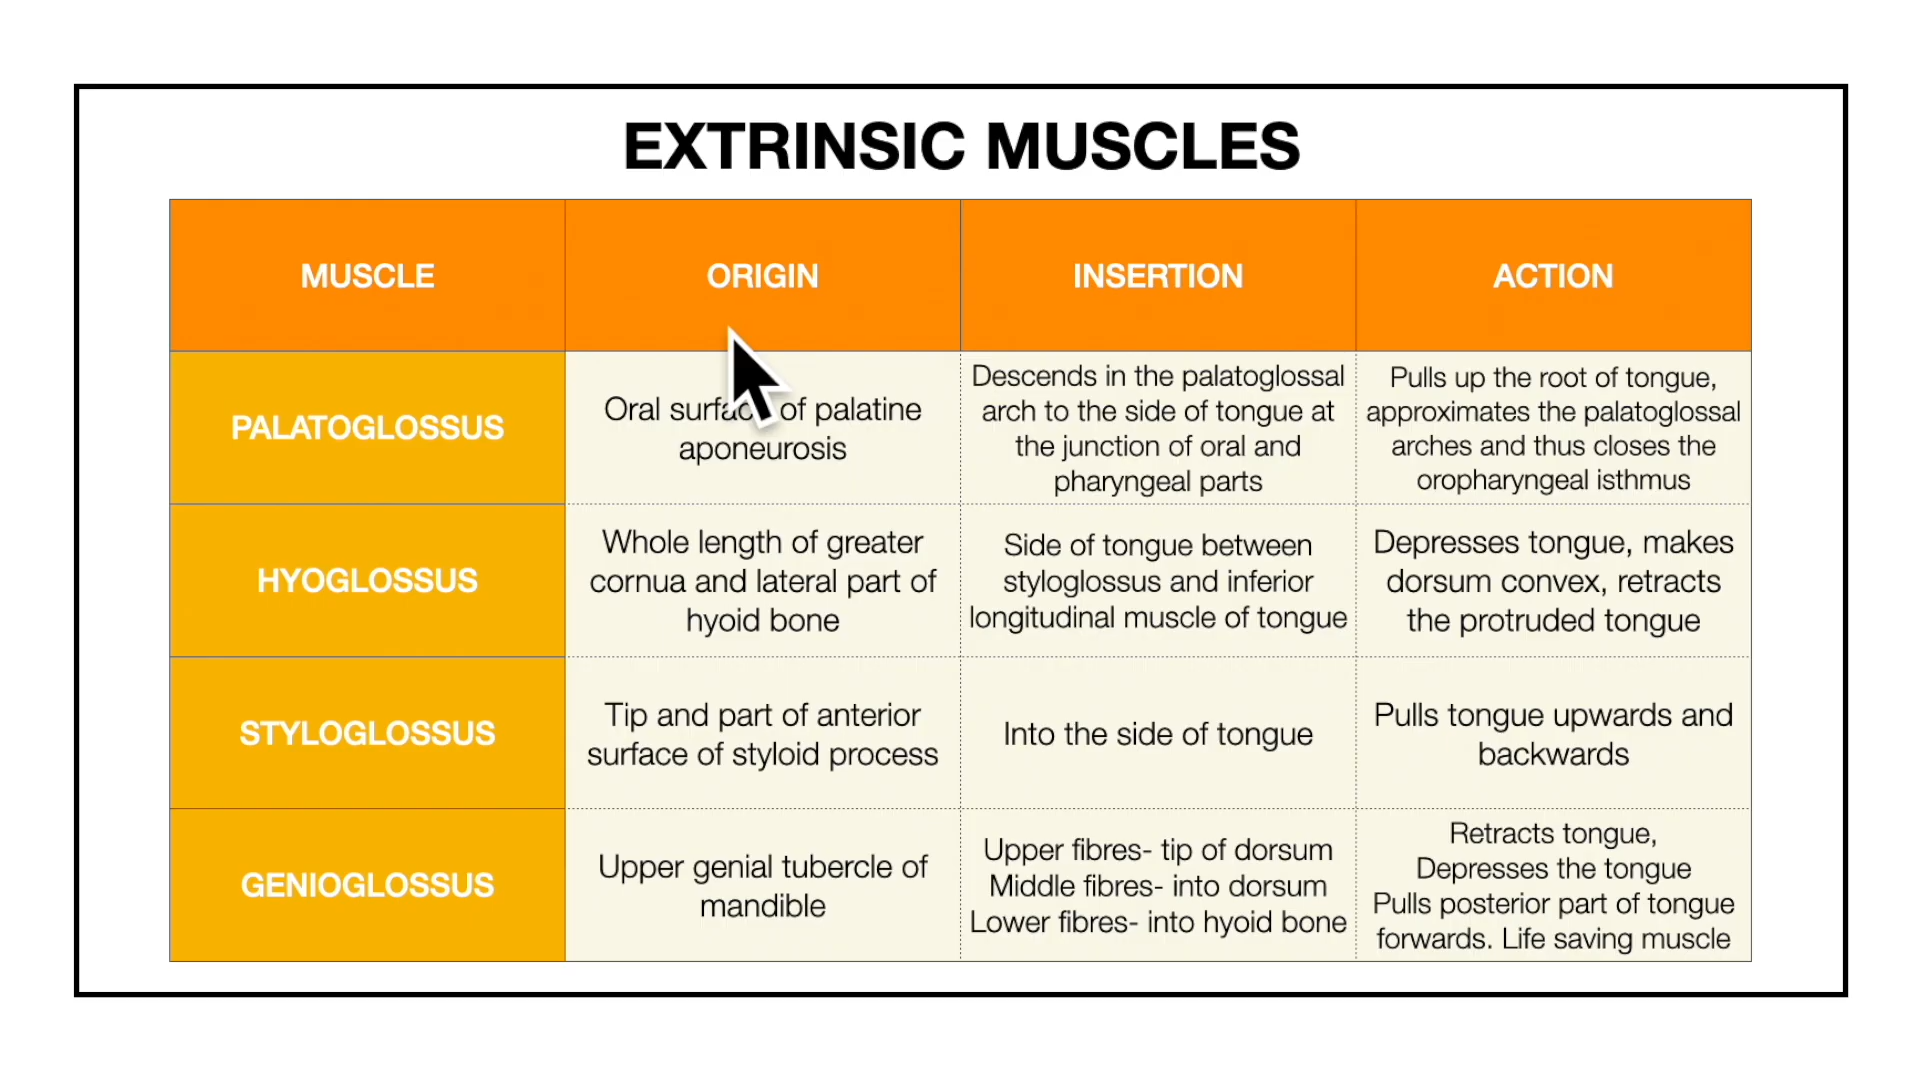 EXTRINSIC MUSCLES
MUSCLE
ORIGIN
INSERTION
ACTION
PALATOGLOSSUS
Oral surface of palatine
aponeurosis
Descends in the palatoglossal
arch to the side of tongue at
the junction of oral and
pharyngeal parts
Pulls up the root of tongue,
approximates the palatoglossal
arches and thus closes the
oropharyngeal isthmus
HYOGLOSSUS
Whole length of greater
cornua and lateral part of
hyoid bone
Side of tongue between
styloglossus and inferior
longitudinal muscle of tongue
Depresses tongue, makes
dorsum convex, retracts
the protruded tongue
STYLOGLOSSUS
Tip and part of anterior
surface of styloid process
Into the side of tongue
Pulls tongue upwards and
backwards
GENIOGLOSSUS
Upper genial tubercle of
mandible
Upper fibres- tip of dorsum
Middle fibres- into dorsum
Lower fibres- into hyoid bone
Retracts tongue,
Depresses the tongue
Pulls posterior part of tongue
forwards. Life saving muscle